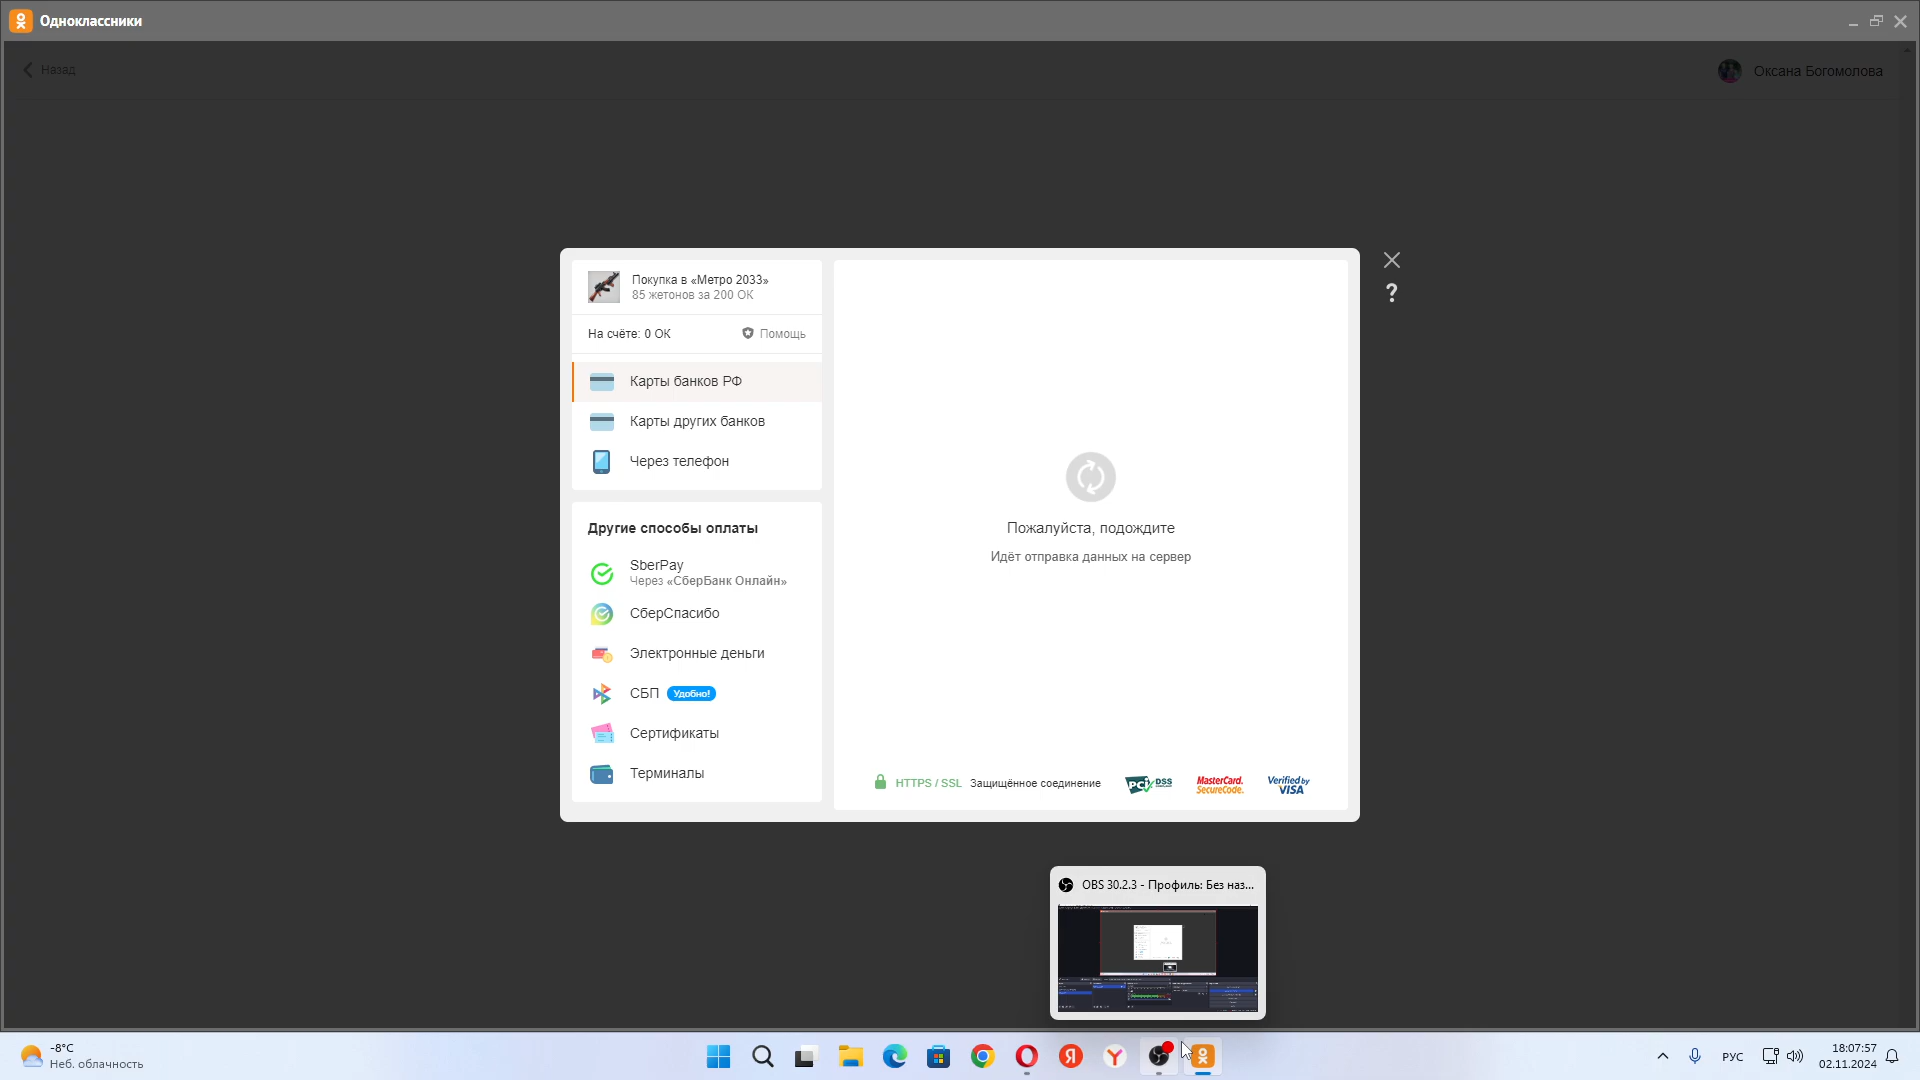 Одноклассники
Назад
Оксана Богомолова
Покупка в «Метро 2033»
85 жетонов за 200 ОК
На счёте: 0 ОК
Помощь
Карты банков РФ
Карты других банков
Через телефон
Другие способы оплаты
SberPay
Через «СберБанк Онлайн»
СберСпасибо
Электронные деньги
СБП Удобно!
Сертификаты
Терминалы
Пожалуйста, подождите
Идёт отправка данных на сервер
HTTPS / SSL Защищённое соединение
PCI DSS
MasterCard. SecureCode.
Verified by VISA
?
OBS 30.2.3 - Профиль: Без наз...
-8°C
Неб. облачность
РУС
18:07:57
02.11.2024